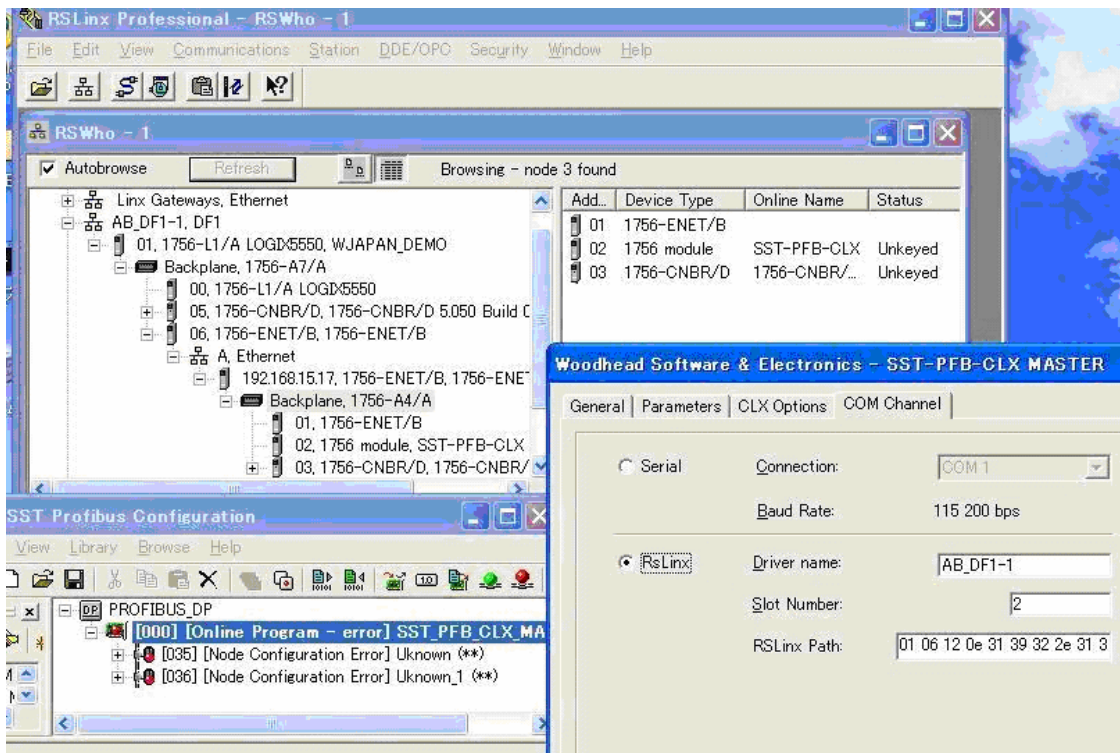 RSLinx Professional - RSWho - 1
File Edit View Communications Station DDE/OPC Security Window Help
RSWho - 1
Autobrowse Refresh Browsing - node 3 found
Linx Gateways, Ethernet
AB_DF1-1, DF1
01, 1756-L1/A LOGIX5550, WJAPAN_DEMO
Backplane, 1756-A7/A
00, 1756-L1/A LOGIX5550
05, 1756-CNBR/D, 1756-CNBR/D 5.050 Build
06, 1756-ENET/B, 1756-ENET/B
A, Ethernet
192.168.15.17, 1756-ENET/B, 1756-ENE
Backplane, 1756-A4/A
01, 1756-ENET/B
02, 1756 module, SST-PFB-CLX
03, 1756-CNBR/D, 1756-CNBR/
Add... Device Type Online Name Status
01 1756-ENET/B
02 1756 module SST-PFB-CLX Unkeyed
03 1756-CNBR/D 1756-CNBR/... Unkeyed
Woodhead Software & Electronics - SST-PFB-CLX MASTER
General Parameters CLX Options COM Channel
Serial Connection: COM 1
Baud Rate: 115 200 bps
RsLinx Driver name: AB_DF1-1
Slot Number: 2
RSLinx Path: 01 06 12 0e 31 39 32 2e 31 3
SST Profibus Configuration
View Library Browse Help
DP PROFIBUS_DP
[000] [Online Program - error] SST_PFB_CLX_MA
[035] [Node Configuration Error] Uknown (**)
[036] [Node Configuration Error] Uknown_1 (**)